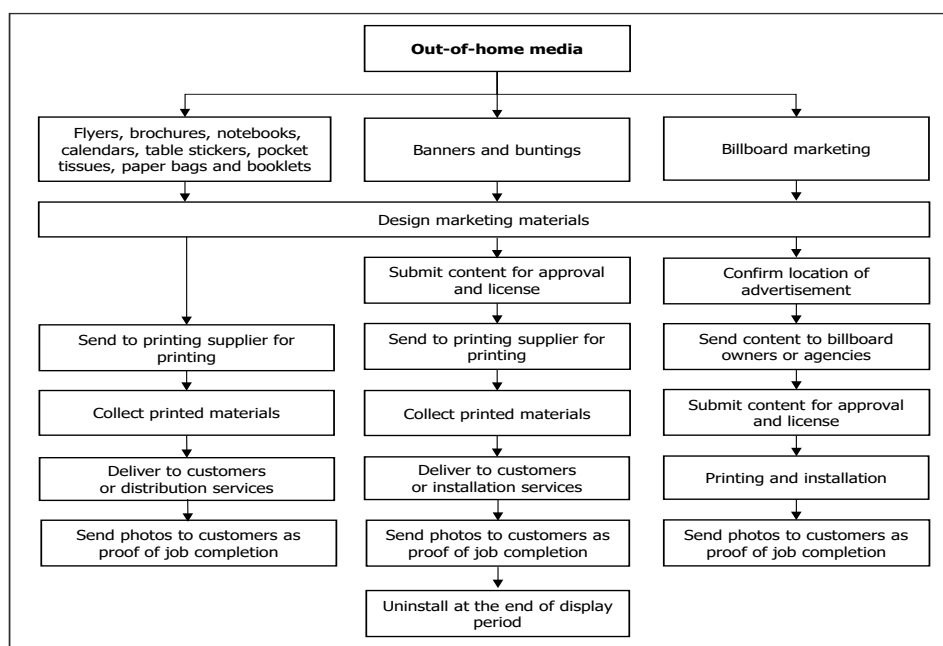 Out-of-home media
Flyers, brochures, notebooks,
calendars, table stickers, pocket
tissues, paper bags and booklets
Banners and buntings
Billboard marketing
Design marketing materials
Submit content for approval
and license
Confirm location of
advertisement
Send to printing supplier for
printing
Send to printing supplier for
printing
Send content to billboard
owners or agencies
Collect printed materials
Collect printed materials
Submit content for approval
and license
Deliver to customers
or distribution services
Deliver to customers
or installation services
Printing and installation
Send photos to customers as
proof of job completion
Send photos to customers as
proof of job completion
Send photos to customers as
proof of job completion
Uninstall at the end of display
period